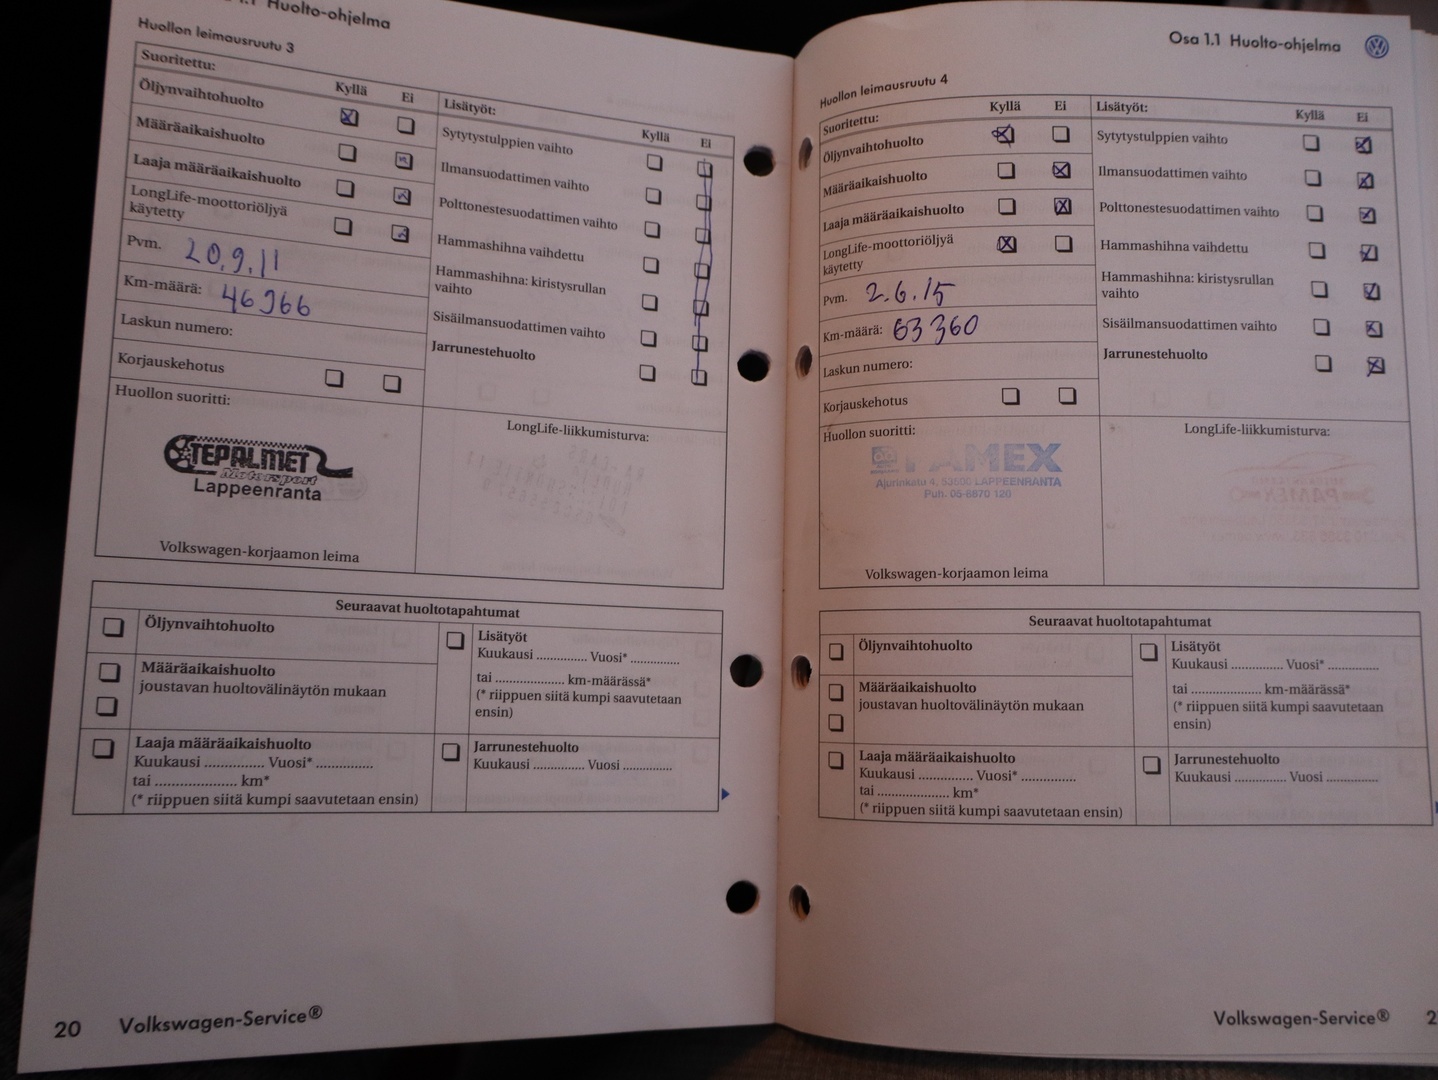 1.1 Huolto-ohjelma
Huollon leimausruutu 3
Suoritettu:
Kyllä Ei
Öljynvaihtohuolto
Määräaikaishuolto
Laaja määräaikaishuolto
LongLife-moottoriöljyä
käytetty
Pvm. 20.9.11
Km-määrä: 46966
Laskun numero:
Korjauskehotus
Huollon suoritti:
TEPALMET
Motorsport
Lappeenranta
Volkswagen-korjaamon leima
Lisätyöt:
Kyllä Ei
Sytytystulppien vaihto
Ilmansuodattimen vaihto
Polttonestesuodattimen vaihto
Hammashihna vaihdettu
Hammashihna: kiristysrullan
vaihto
Sisäilmansuodattimen vaihto
Jarrunestehuolto
LongLife-liikkumisturva:
Seuraavat huoltotapahtumat
Öljynvaihtohuolto
Määräaikaishuolto
joustavan huoltovälinäytön mukaan
Laaja määräaikaishuolto
Kuukausi .............. Vuosi* .............
tai .................... km*
(* riippuen siitä kumpi saavutetaan ensin)
Lisätyöt
Kuukausi .............. Vuosi* .............
tai .................... km-määrässä*
(* riippuen siitä kumpi saavutetaan
ensin)
Jarrunestehuolto
Kuukausi .............. Vuosi .............
20 Volkswagen-Service®
Osa 1.1 Huolto-ohjelma
Huollon leimausruutu 4
Suoritettu:
Kyllä Ei
Öljynvaihtohuolto
Määräaikaishuolto
Laaja määräaikaishuolto
LongLife-moottoriöljyä
käytetty
Pvm. 2.6.15
Km-määrä: 63360
Laskun numero:
Korjauskehotus
Huollon suoritti:
PAMEX
Ajurinkatu 4, 53500 LAPPEENRANTA
Puh. 05-6870 120
Volkswagen-korjaamon leima
Lisätyöt:
Kyllä Ei
Sytytystulppien vaihto
Ilmansuodattimen vaihto
Polttonestesuodattimen vaihto
Hammashihna vaihdettu
Hammashihna: kiristysrullan
vaihto
Sisäilmansuodattimen vaihto
Jarrunestehuolto
LongLife-liikkumisturva:
Seuraavat huoltotapahtumat
Öljynvaihtohuolto
Määräaikaishuolto
joustavan huoltovälinäytön mukaan
Laaja määräaikaishuolto
Kuukausi .............. Vuosi* .............
tai .................... km*
(* riippuen siitä kumpi saavutetaan ensin)
Lisätyöt
Kuukausi .............. Vuosi* .............
tai .................... km-määrässä*
(* riippuen siitä kumpi saavutetaan
ensin)
Jarrunestehuolto
Kuukausi .............. Vuosi .............
Volkswagen-Service®